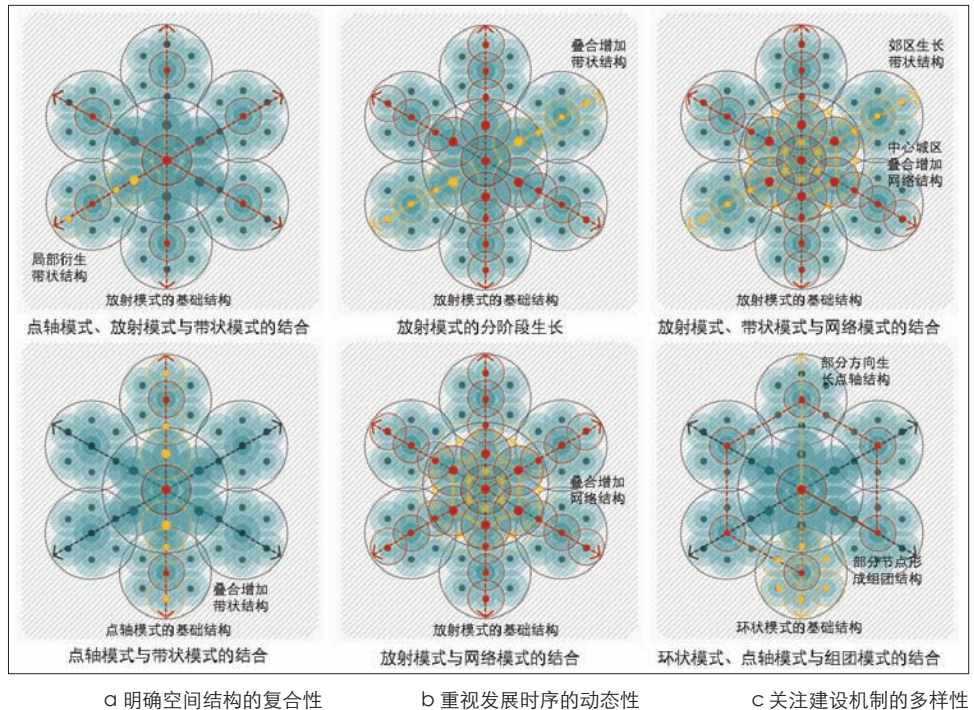 叠合增加
带状结构
郊区生长
带状结构
中心城区
叠合增加
网络结构
局部衍生
带状结构
放射模式的基础结构
放射模式的基础结构
放射模式的基础结构
点轴模式、放射模式与带状模式的结合
放射模式的分阶段生长
放射模式、带状模式与网络模式的结合
部分方向生
长点轴结构
叠合增加
网络结构
叠合增加
带状结构
部分节点形
成组团结构
点轴模式的基础结构
放射模式的基础结构
环状模式的基础结构
点轴模式与带状模式的结合
放射模式与网络模式的结合
环状模式、点轴模式与组团模式的结合
a 明确空间结构的复合性
b 重视发展时序的动态性
c 关注建设机制的多样性